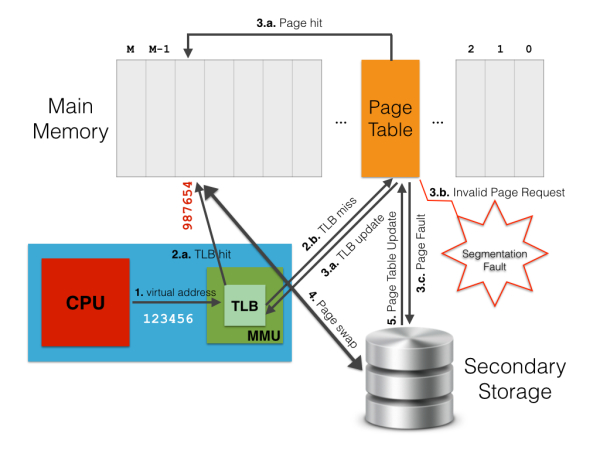 3.a. Page hit
M M-1
2 1 0
Main
Memory
...
Page
Table
...
987654
3.b. Invalid Page Request
2.a. TLB hit
2.b. TLB miss
3.a. TLB update
5. Page Table Update
3.c. Page Fault
Segmentation
Fault
CPU
1. virtual address
123456
TLB
MMU
4. Page swap
Secondary
Storage